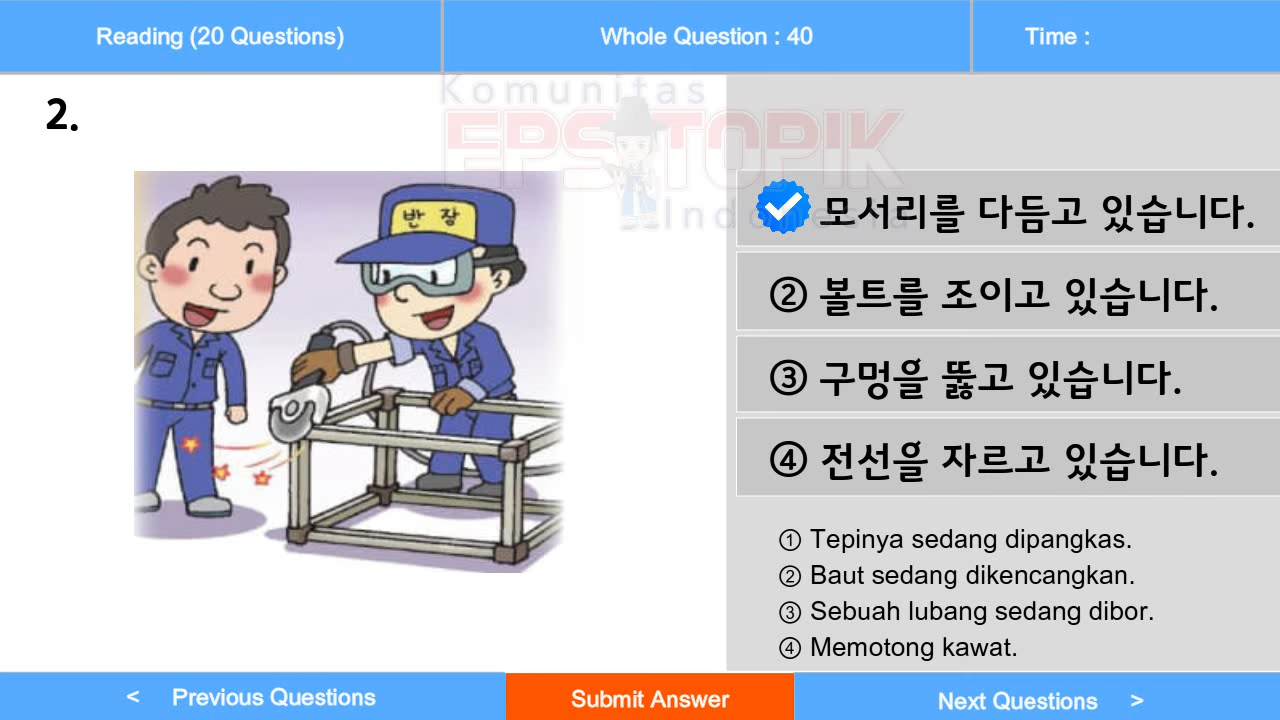 Reading (20 Questions)
Whole Question : 40
Time :
Komunitas
EPS TOPIK
Indonesia
2.
반장
모서리를 다듬고 있습니다.
② 볼트를 조이고 있습니다.
③ 구멍을 뚫고 있습니다.
④ 전선을 자르고 있습니다.
① Tepinya sedang dipangkas.
② Baut sedang dikencangkan.
③ Sebuah lubang sedang dibor.
④ Memotong kawat.
< Previous Questions
Submit Answer
Next Questions >